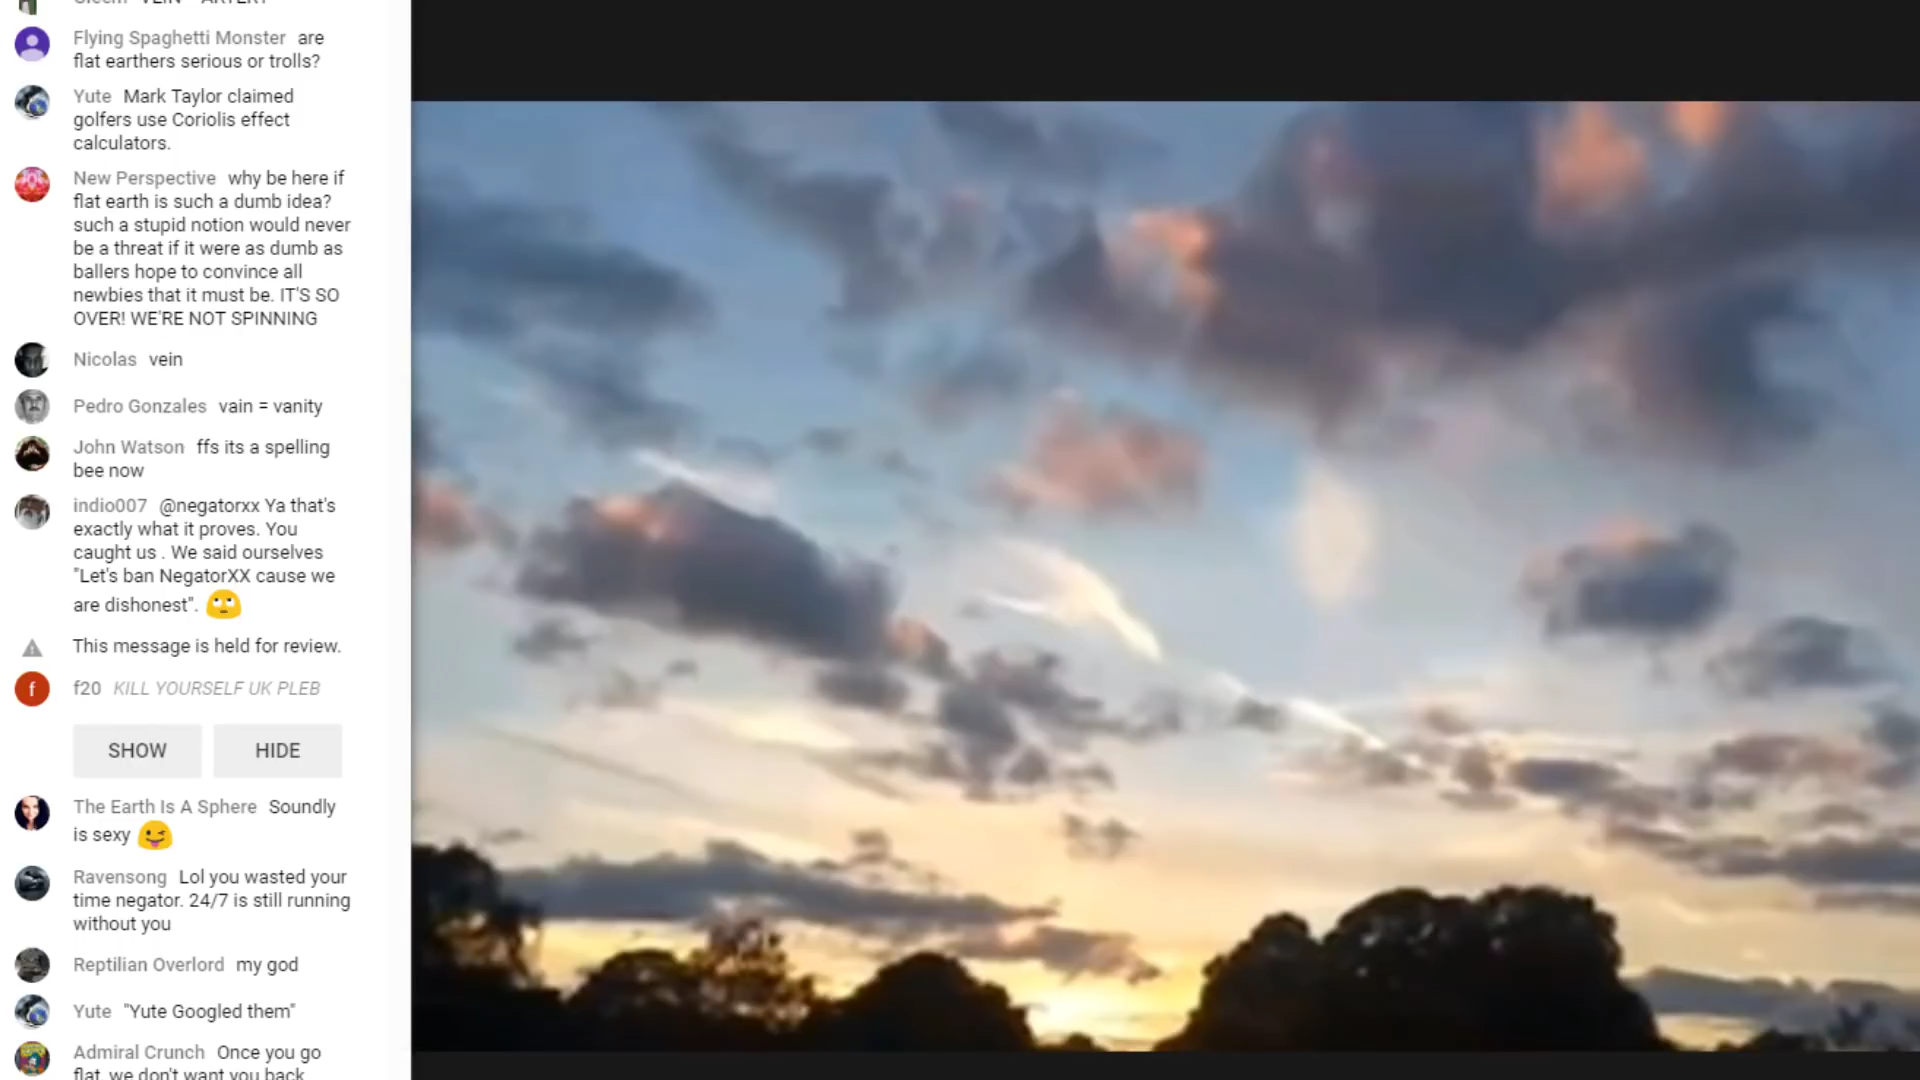 Flying Spaghetti Monster are
flat earthers serious or trolls?
Yute Mark Taylor claimed
golfers use Coriolis effect
calculators.
New Perspective why be here if
flat earth is such a dumb idea?
such a stupid notion would never
be a threat if it were as dumb as
ballers hope to convince all
newbies that it must be. IT'S SO
OVER! WE'RE NOT SPINNING
Nicolas vein
Pedro Gonzales vain = vanity
John Watson ffs its a spelling
bee now
indio007 @negatorxx Ya that's
exactly what it proves. You
caught us . We said ourselves
"Let's ban NegatorXX cause we
are dishonest".
This message is held for review.
f
f20 KILL YOURSELF UK PLEB
SHOW HIDE
The Earth Is A Sphere Soundly
is sexy
Ravensong Lol you wasted your
time negator. 24/7 is still running
without you
Reptilian Overlord my god
Yute "Yute Googled them"
Admiral Crunch Once you go
flat, we don't want you back